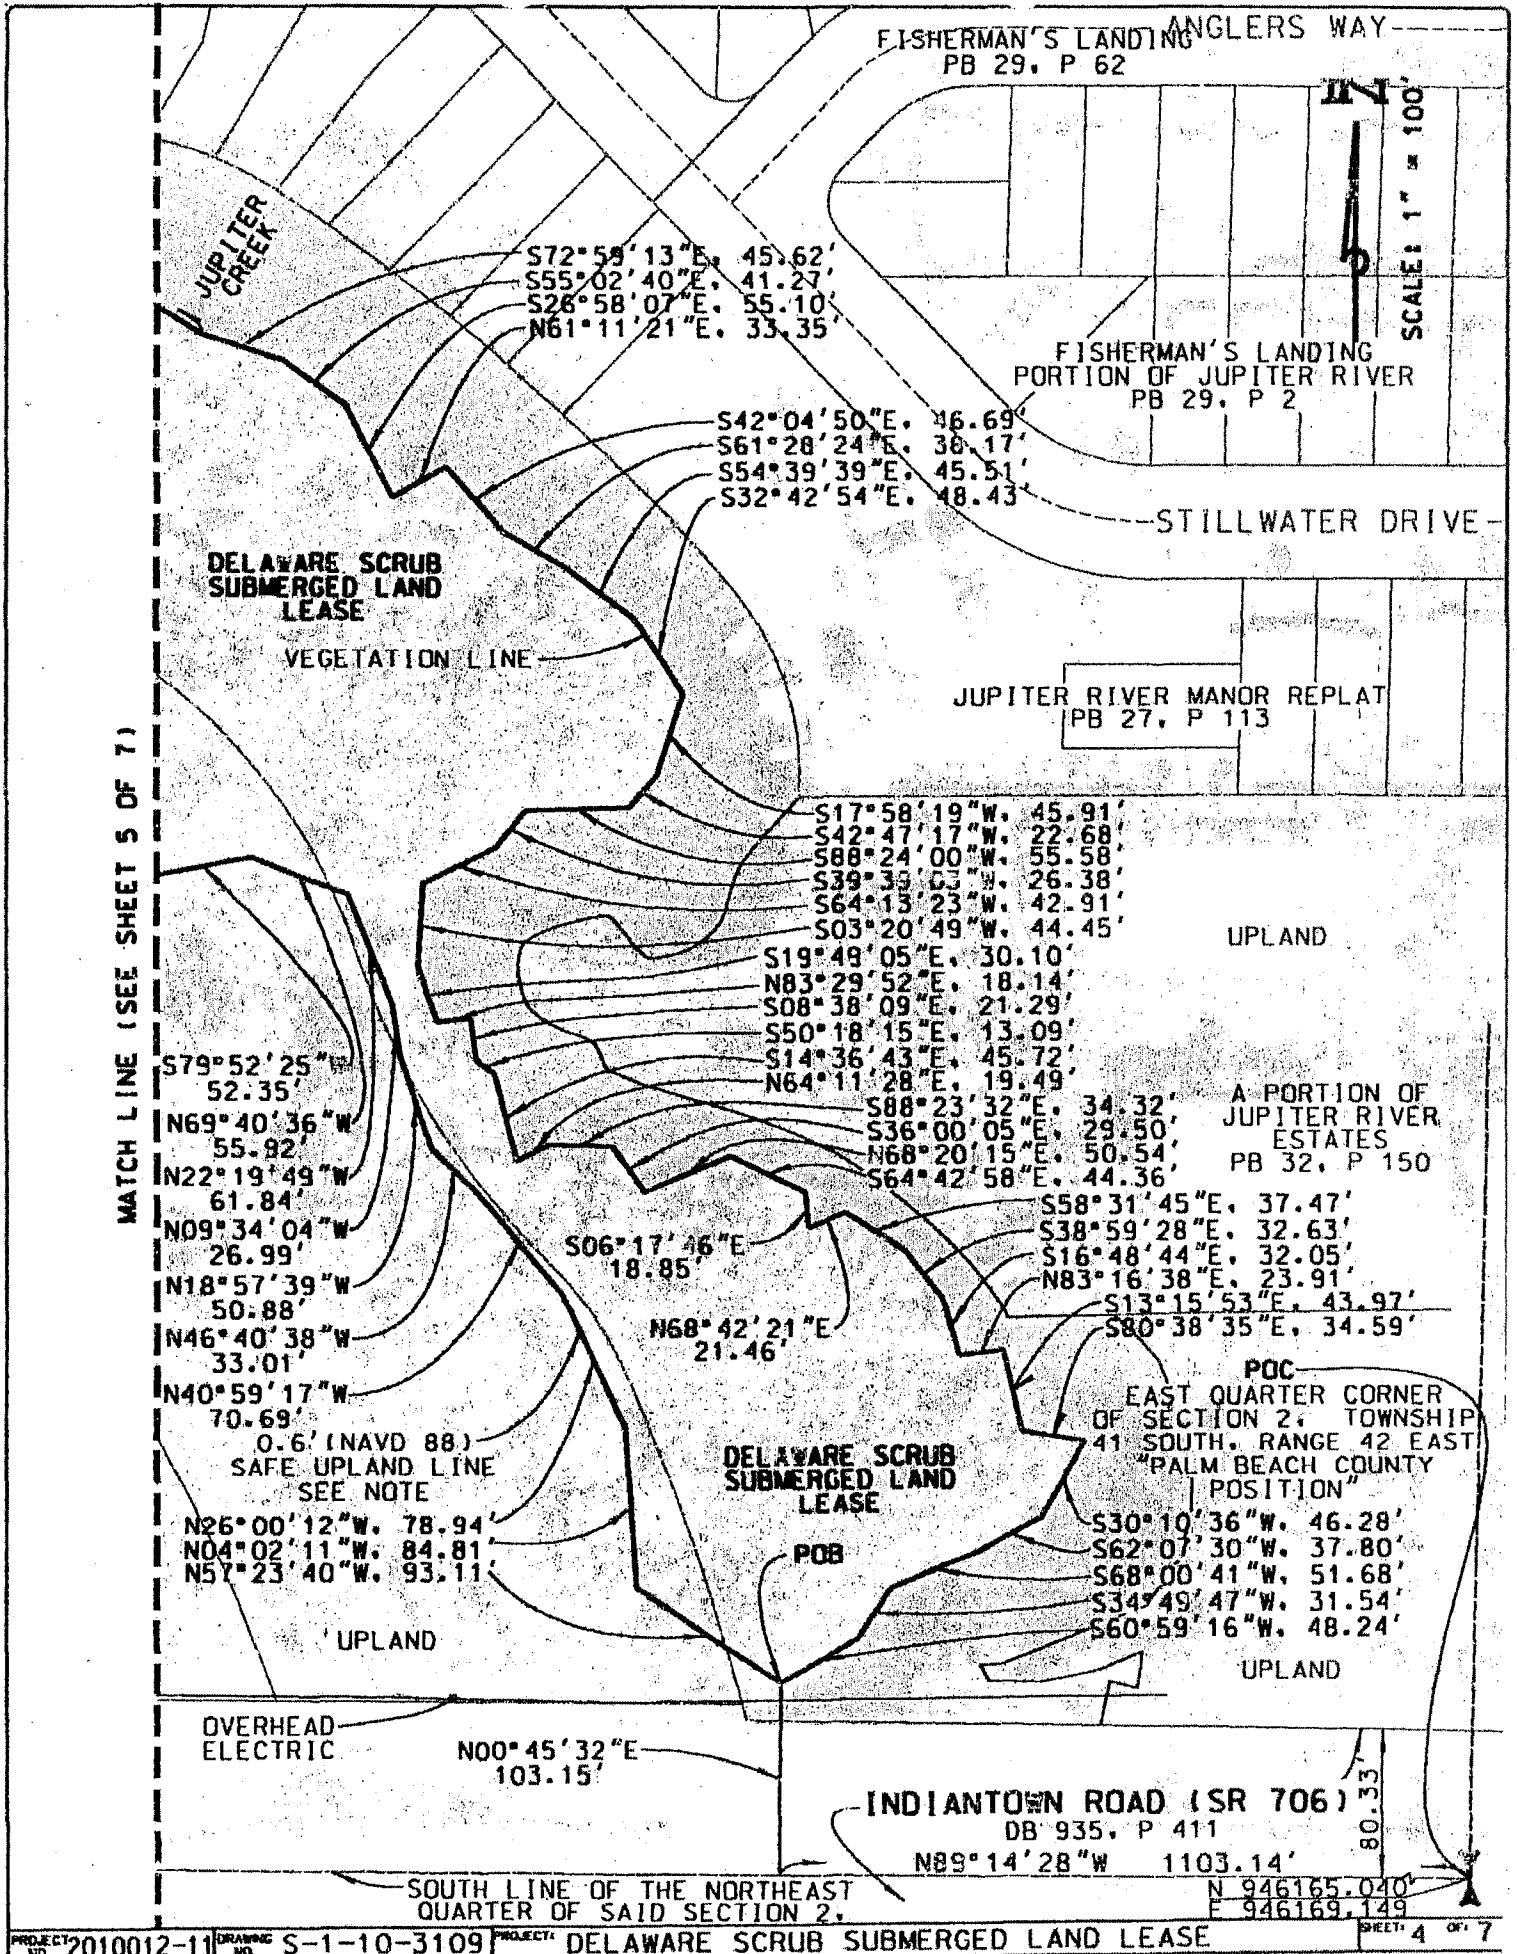 ANGLERS WAY
FISHERMAN'S LANDING
PB 29, P 62
SCALE: 1" = 100'
JUPITER
CREEK
S72°59'13"E, 45.62'
S55°02'40"E, 41.27'
S26°58'07"E, 55.10'
N61°11'21"E, 33.35'
FISHERMAN'S LANDING
PORTION OF JUPITER RIVER
PB 29, P 2
S42°04'50"E, 46.69'
S61°28'24"E, 38.17'
S54°39'39"E, 45.51'
S32°42'54"E, 48.43'
STILLWATER DRIVE
DELAWARE SCRUB
SUBMERGED LAND
LEASE
VEGETATION LINE
JUPITER RIVER MANOR REPLAT
PB 27, P 113
MATCH LINE (SEE SHEET 5 OF 7)
S17°58'19"W, 45.91'
S42°47'17"W, 22.68'
S88°24'00"W, 55.58'
S39°39'03"W, 26.38'
S64°13'23"W, 42.91'
S03°20'49"W, 44.45'
UPLAND
S19°49'05"E, 30.10'
N83°29'52"E, 18.14'
S08°38'09"E, 21.29'
S50°18'15"E, 13.09'
S14°36'43"E, 45.72'
N64°11'28"E, 19.49'
S88°23'32"E, 34.32'
S36°00'05"E, 29.50'
N68°20'15"E, 50.54'
S64°42'58"E, 44.36'
A PORTION OF
JUPITER RIVER
ESTATES
PB 32, P 150
S79°52'25"W
52.35'
N69°40'36"W
55.92'
N22°19'49"W
61.84'
N09°34'04"W
26.99'
N18°57'39"W
50.88'
N46°40'38"W
33.01'
N40°59'17"W
70.69'
S06°17'46"E
18.85'
N68°42'21"E
21.46'
S58°31'45"E, 37.47'
S38°59'28"E, 32.63'
S16°48'44"E, 32.05'
N83°16'38"E, 23.91'
S13°15'53"E, 43.97'
S80°38'35"E, 34.59'
POC
EAST QUARTER CORNER
OF SECTION 2, TOWNSHIP
41 SOUTH, RANGE 42 EAST
"PALM BEACH COUNTY
POSITION"
0.6' (NAVD 88)
SAFE UPLAND LINE
SEE NOTE
DELAWARE SCRUB
SUBMERGED LAND
LEASE
N26°00'12"W, 78.94'
N04°02'11"W, 84.81'
N57°23'40"W, 93.11'
POB
S30°10'36"W, 46.28'
S62°07'30"W, 37.80'
S68°00'41"W, 51.68'
S34°49'47"W, 31.54'
S60°59'16"W, 48.24'
UPLAND
UPLAND
OVERHEAD
ELECTRIC
N00°45'32"E
103.15'
INDIANTOWN ROAD (SR 706)
DB 935, P 411
80.33'
N89°14'28"W 1103.14'
SOUTH LINE OF THE NORTHEAST
QUARTER OF SAID SECTION 2.
N 946165.040
E 946169.149
PROJECT NO. 2010012-11 DRAWING NO. S-1-10-3109 PROJECT: DELAWARE SCRUB SUBMERGED LAND LEASE SHEET: 4 OF: 7